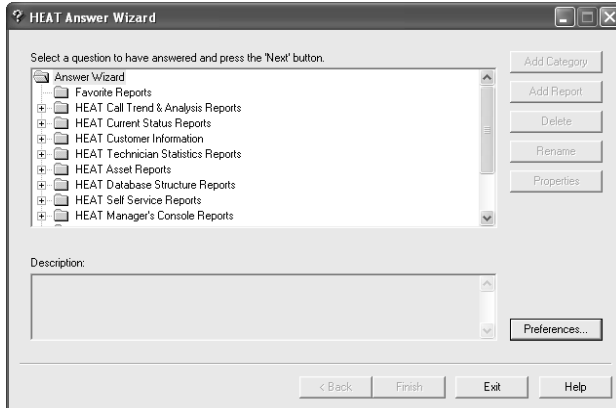 ? HEAT Answer Wizard
Select a question to have answered and press the 'Next' button.
Answer Wizard
Favorite Reports
HEAT Call Trend & Analysis Reports
HEAT Current Status Reports
HEAT Customer Information
HEAT Technician Statistics Reports
HEAT Asset Reports
HEAT Database Structure Reports
HEAT Self Service Reports
HEAT Manager's Console Reports
Add Category
Add Report
Delete
Rename
Properties
Description:
Preferences...
< Back Finish Exit Help